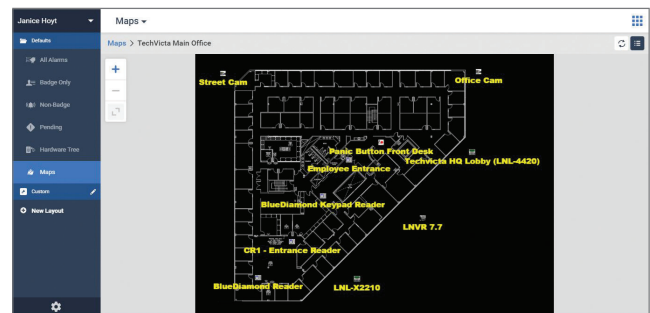 Janice Hoyt
Maps
Defaults
Maps > TechVicta Main Office
All Alarms
Badge Only
Non-Badge
Pending
Hardware Tree
Maps
Custom
New Layout
Street Cam
Office Cam
Panic Button Front Desk
Techvicta HQ Lobby (LNL-4420)
Employee Entrance
BlueDiamond Keypad Reader
LNVR 7.7
CR1 - Entrance Reader
BlueDiamond Reader
LNL-X2210